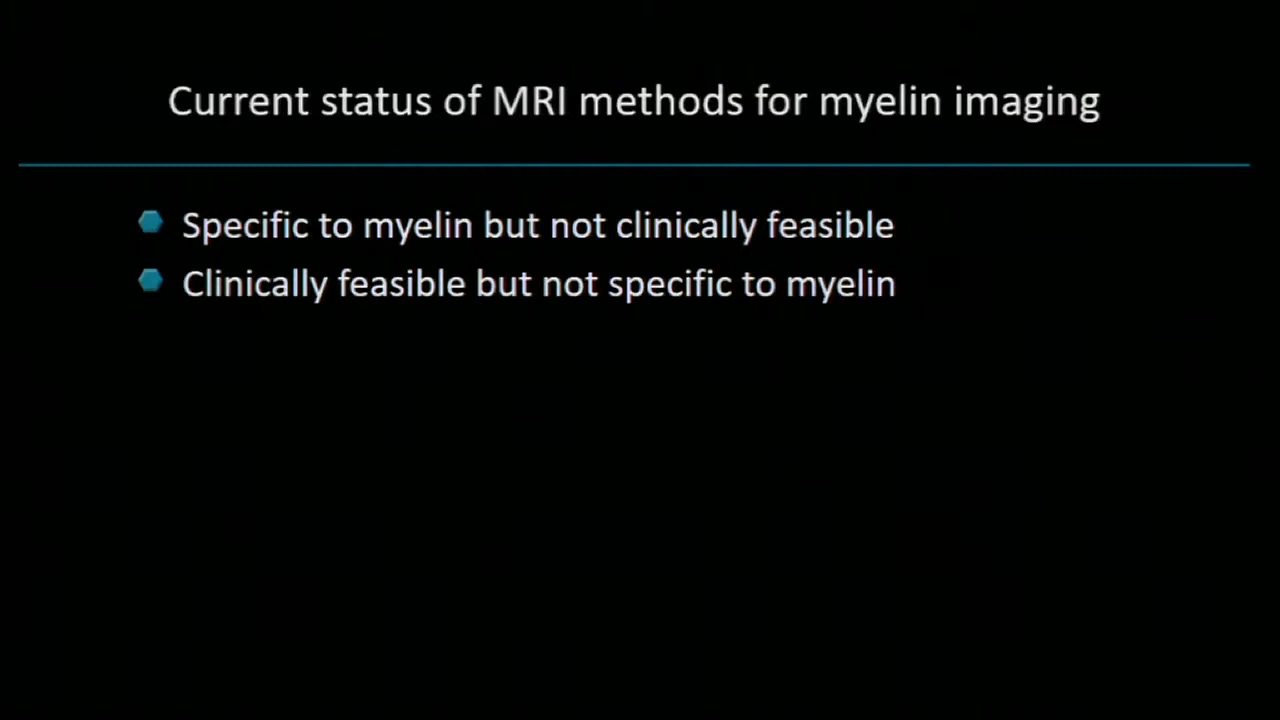 Current status of MRI methods for myelin imaging
Specific to myelin but not clinically feasible
Clinically feasible but not specific to myelin